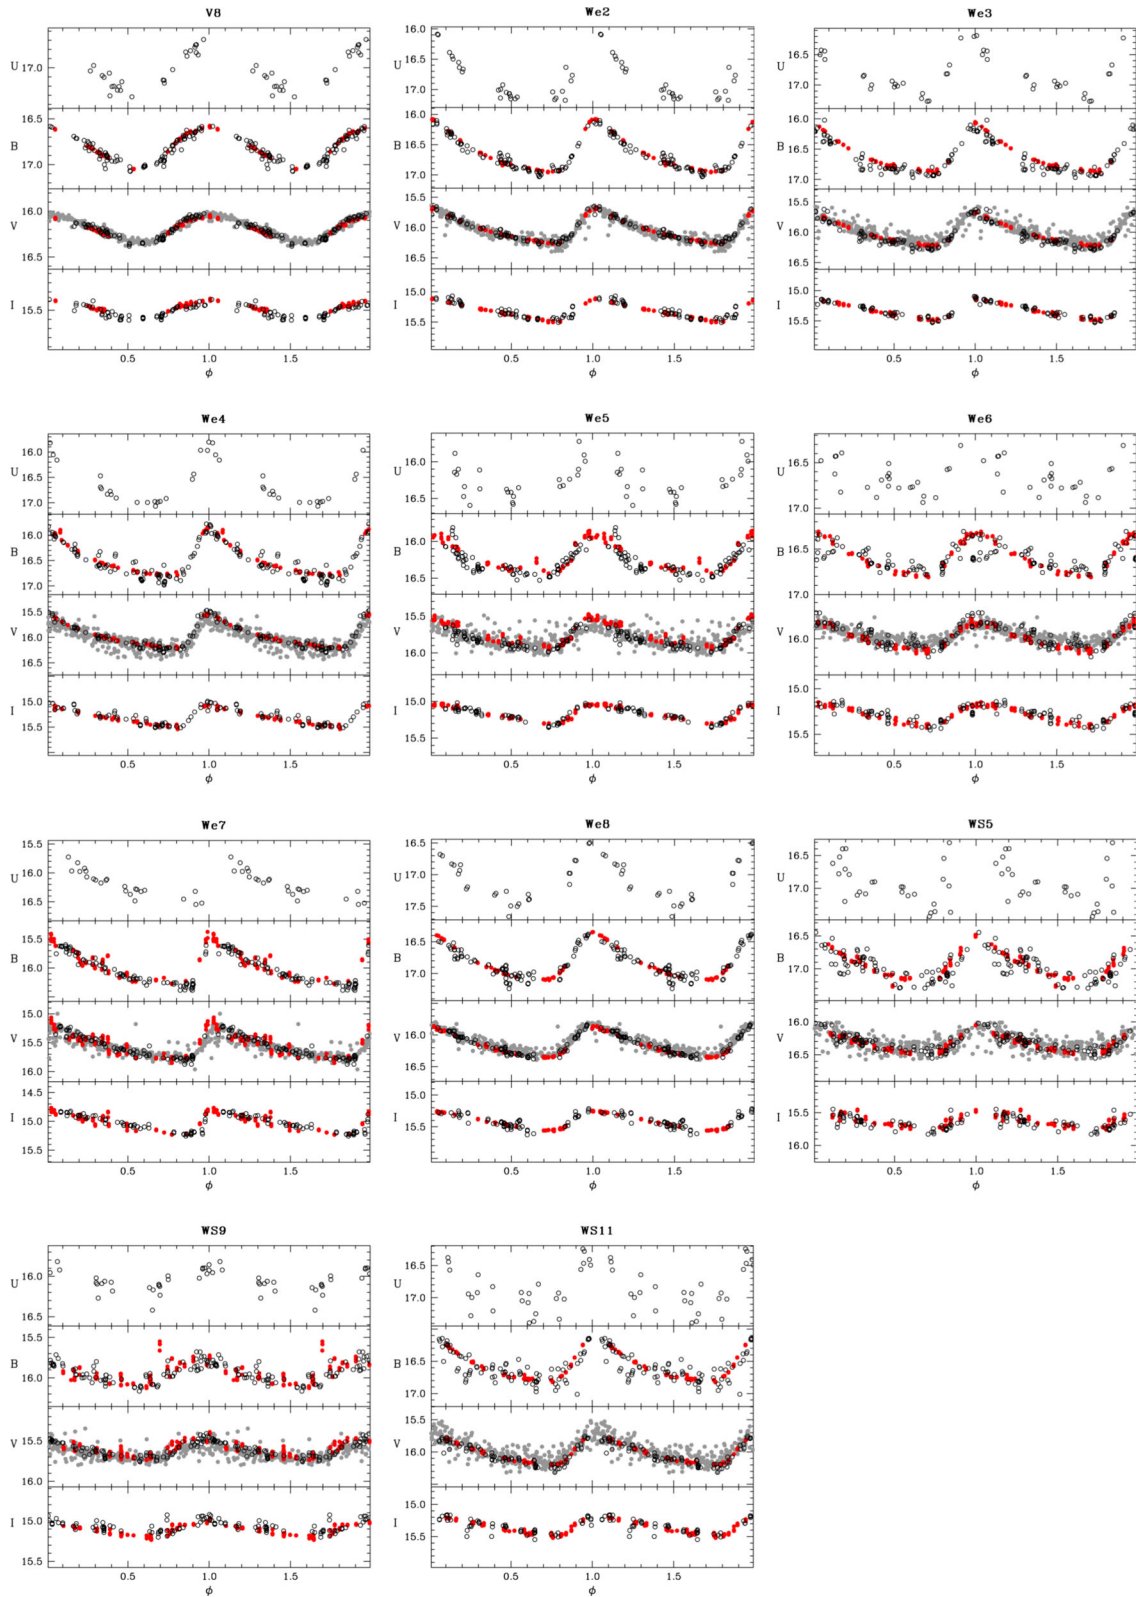 V8 We2 We3
U 17.0
B 16.5 17.0
V 16.0 16.5
I 15.5
0.5 1.0 1.5
ϕ
U 16.0 16.5 17.0
B 16.0 16.5 17.0
V 15.5 16.0 16.5
I 15.0 15.5
0.5 1.0 1.5
ϕ
U 16.5 17.0
B 16.0 16.5 17.0
V 15.5 16.0 16.5
I 15.0 15.5
0.5 1.0 1.5
ϕ
We4 We5 We6
U 16.0 16.5 17.0
B 16.0 16.5 17.0
V 15.5 16.0 16.5
I 15.0 15.5
0.5 1.0 1.5
ϕ
U 16.0 16.5
B 16.0 16.5
V 15.5 16.0
I 15.0 15.5
0.5 1.0 1.5
ϕ
U 16.5 17.0
B 16.5 17.0
V 16.0
I 15.0 15.5
0.5 1.0 1.5
ϕ
We7 We8 WS5
U 15.5 16.0 16.5
B 15.5 16.0
V 15.0 15.5 16.0
I 14.5 15.0 15.5
0.5 1.0 1.5
ϕ
U 16.5 17.0 17.5
B 16.5 17.0
V 16.0 16.5
I 15.0 15.5
0.5 1.0 1.5
ϕ
U 16.5 17.0
B 16.5 17.0
V 16.0 16.5
I 15.5 16.0
0.5 1.0 1.5
ϕ
WS9 WS11
U 16.0 16.5
B 15.5 16.0
V 15.5 16.0
I 15.0 15.5
0.5 1.0 1.5
ϕ
U 16.5 17.0
B 16.5 17.0
V 15.5 16.0
I 15.0 15.5
0.5 1.0 1.5
ϕ